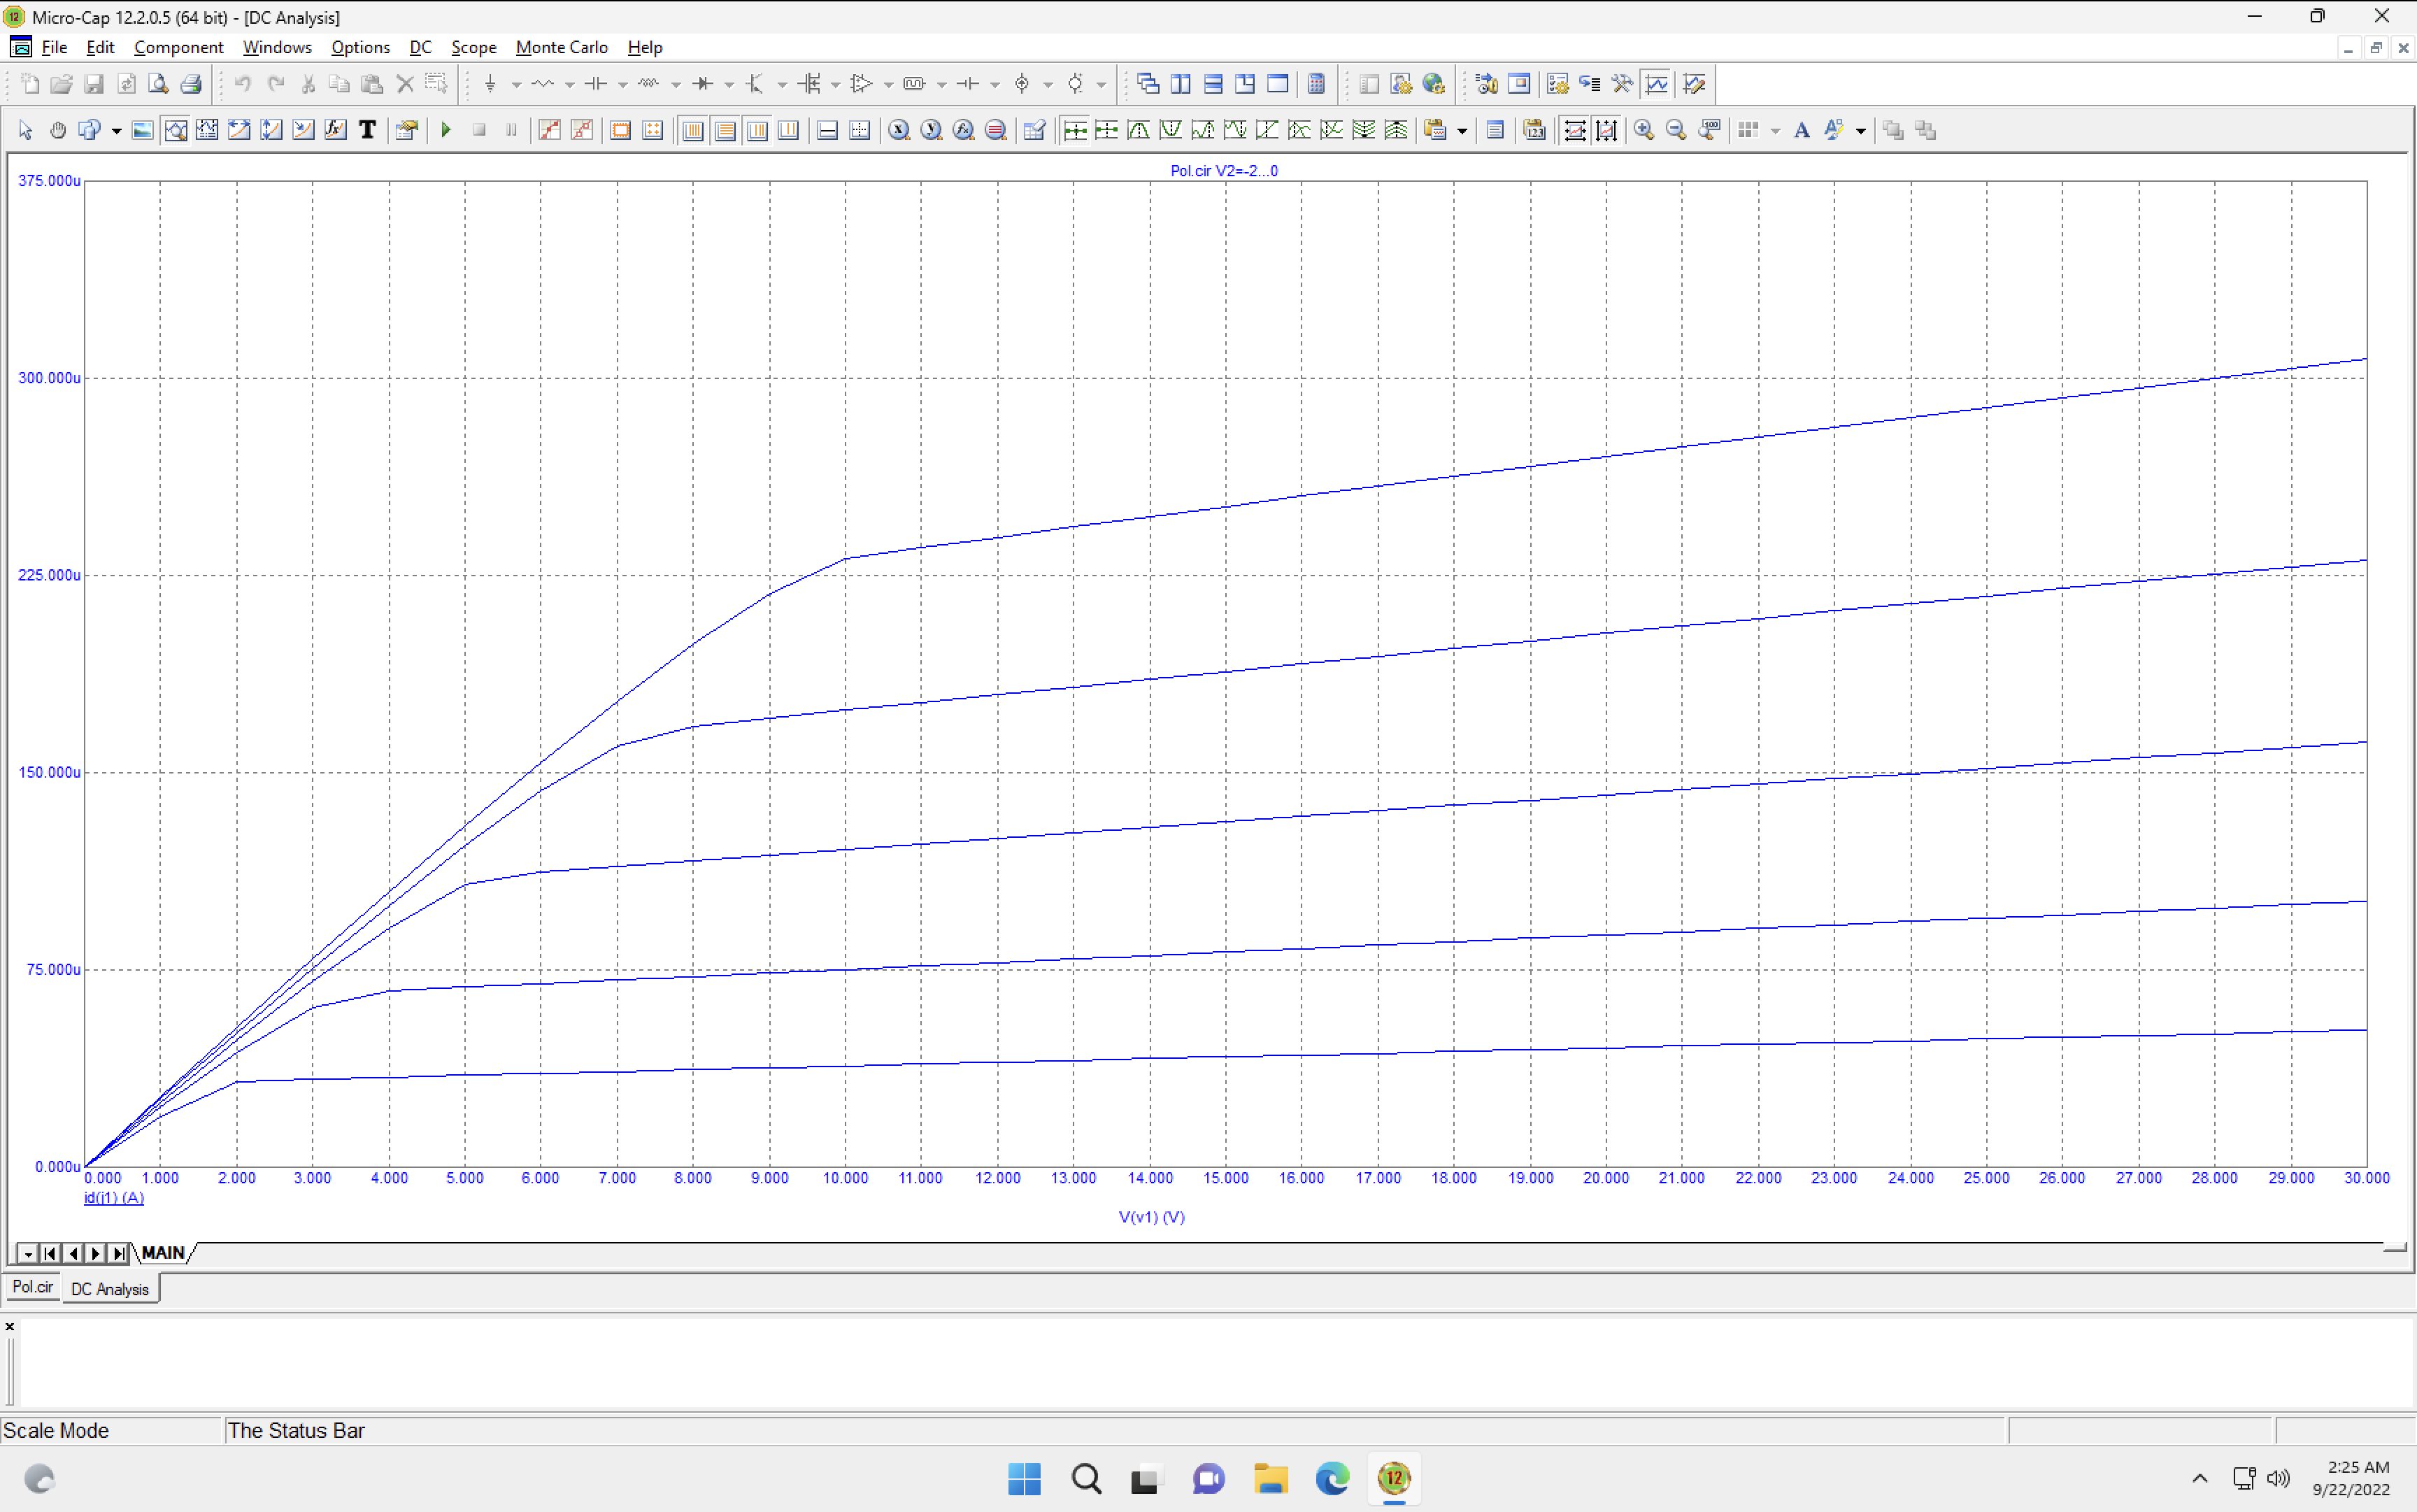 Micro-Cap 12.2.0.5 (64 bit) - [DC Analysis]
File Edit Component Windows Options DC Scope Monte Carlo Help
Pol.cir V2=-2...0
375.000u
300.000u
225.000u
150.000u
75.000u
0.000u
0.000 1.000 2.000 3.000 4.000 5.000 6.000 7.000 8.000 9.000 10.000 11.000 12.000 13.000 14.000 15.000 16.000 17.000 18.000 19.000 20.000 21.000 22.000 23.000 24.000 25.000 26.000 27.000 28.000 29.000 30.000
id(j1) (A)
V(v1) (V)
MAIN
Pol.cir DC Analysis
Scale Mode The Status Bar
2:25 AM
9/22/2022